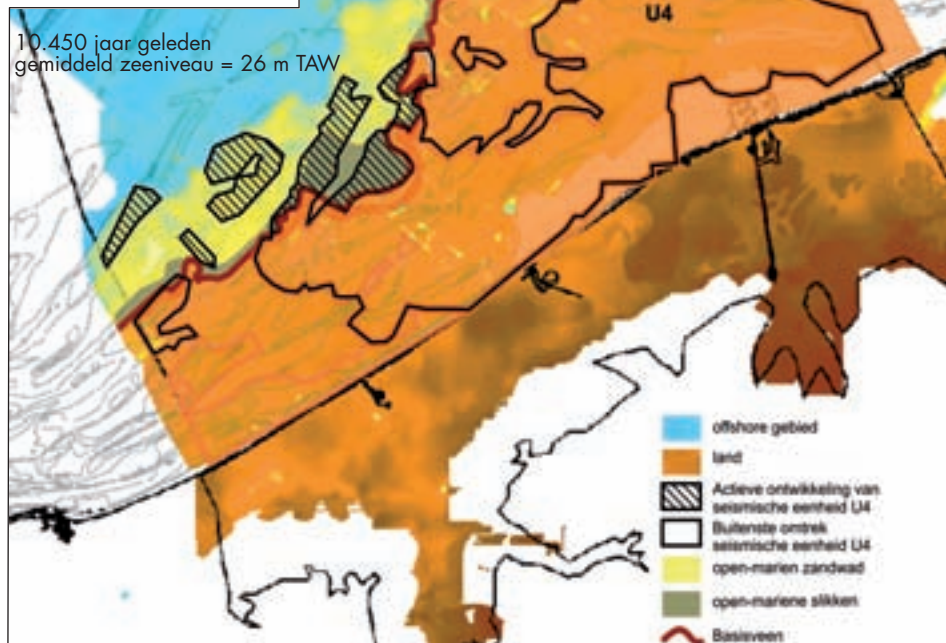 10.450 jaar geleden
gemiddeld zeeniveau = 26 m TAW
U4
offshore gebied
land
Actieve ontwikkeling van
seismische eenheid U4
Buitenste omtrek
seismische eenheid U4
open-marien zandwad
open-mariene slikken
Basisveen